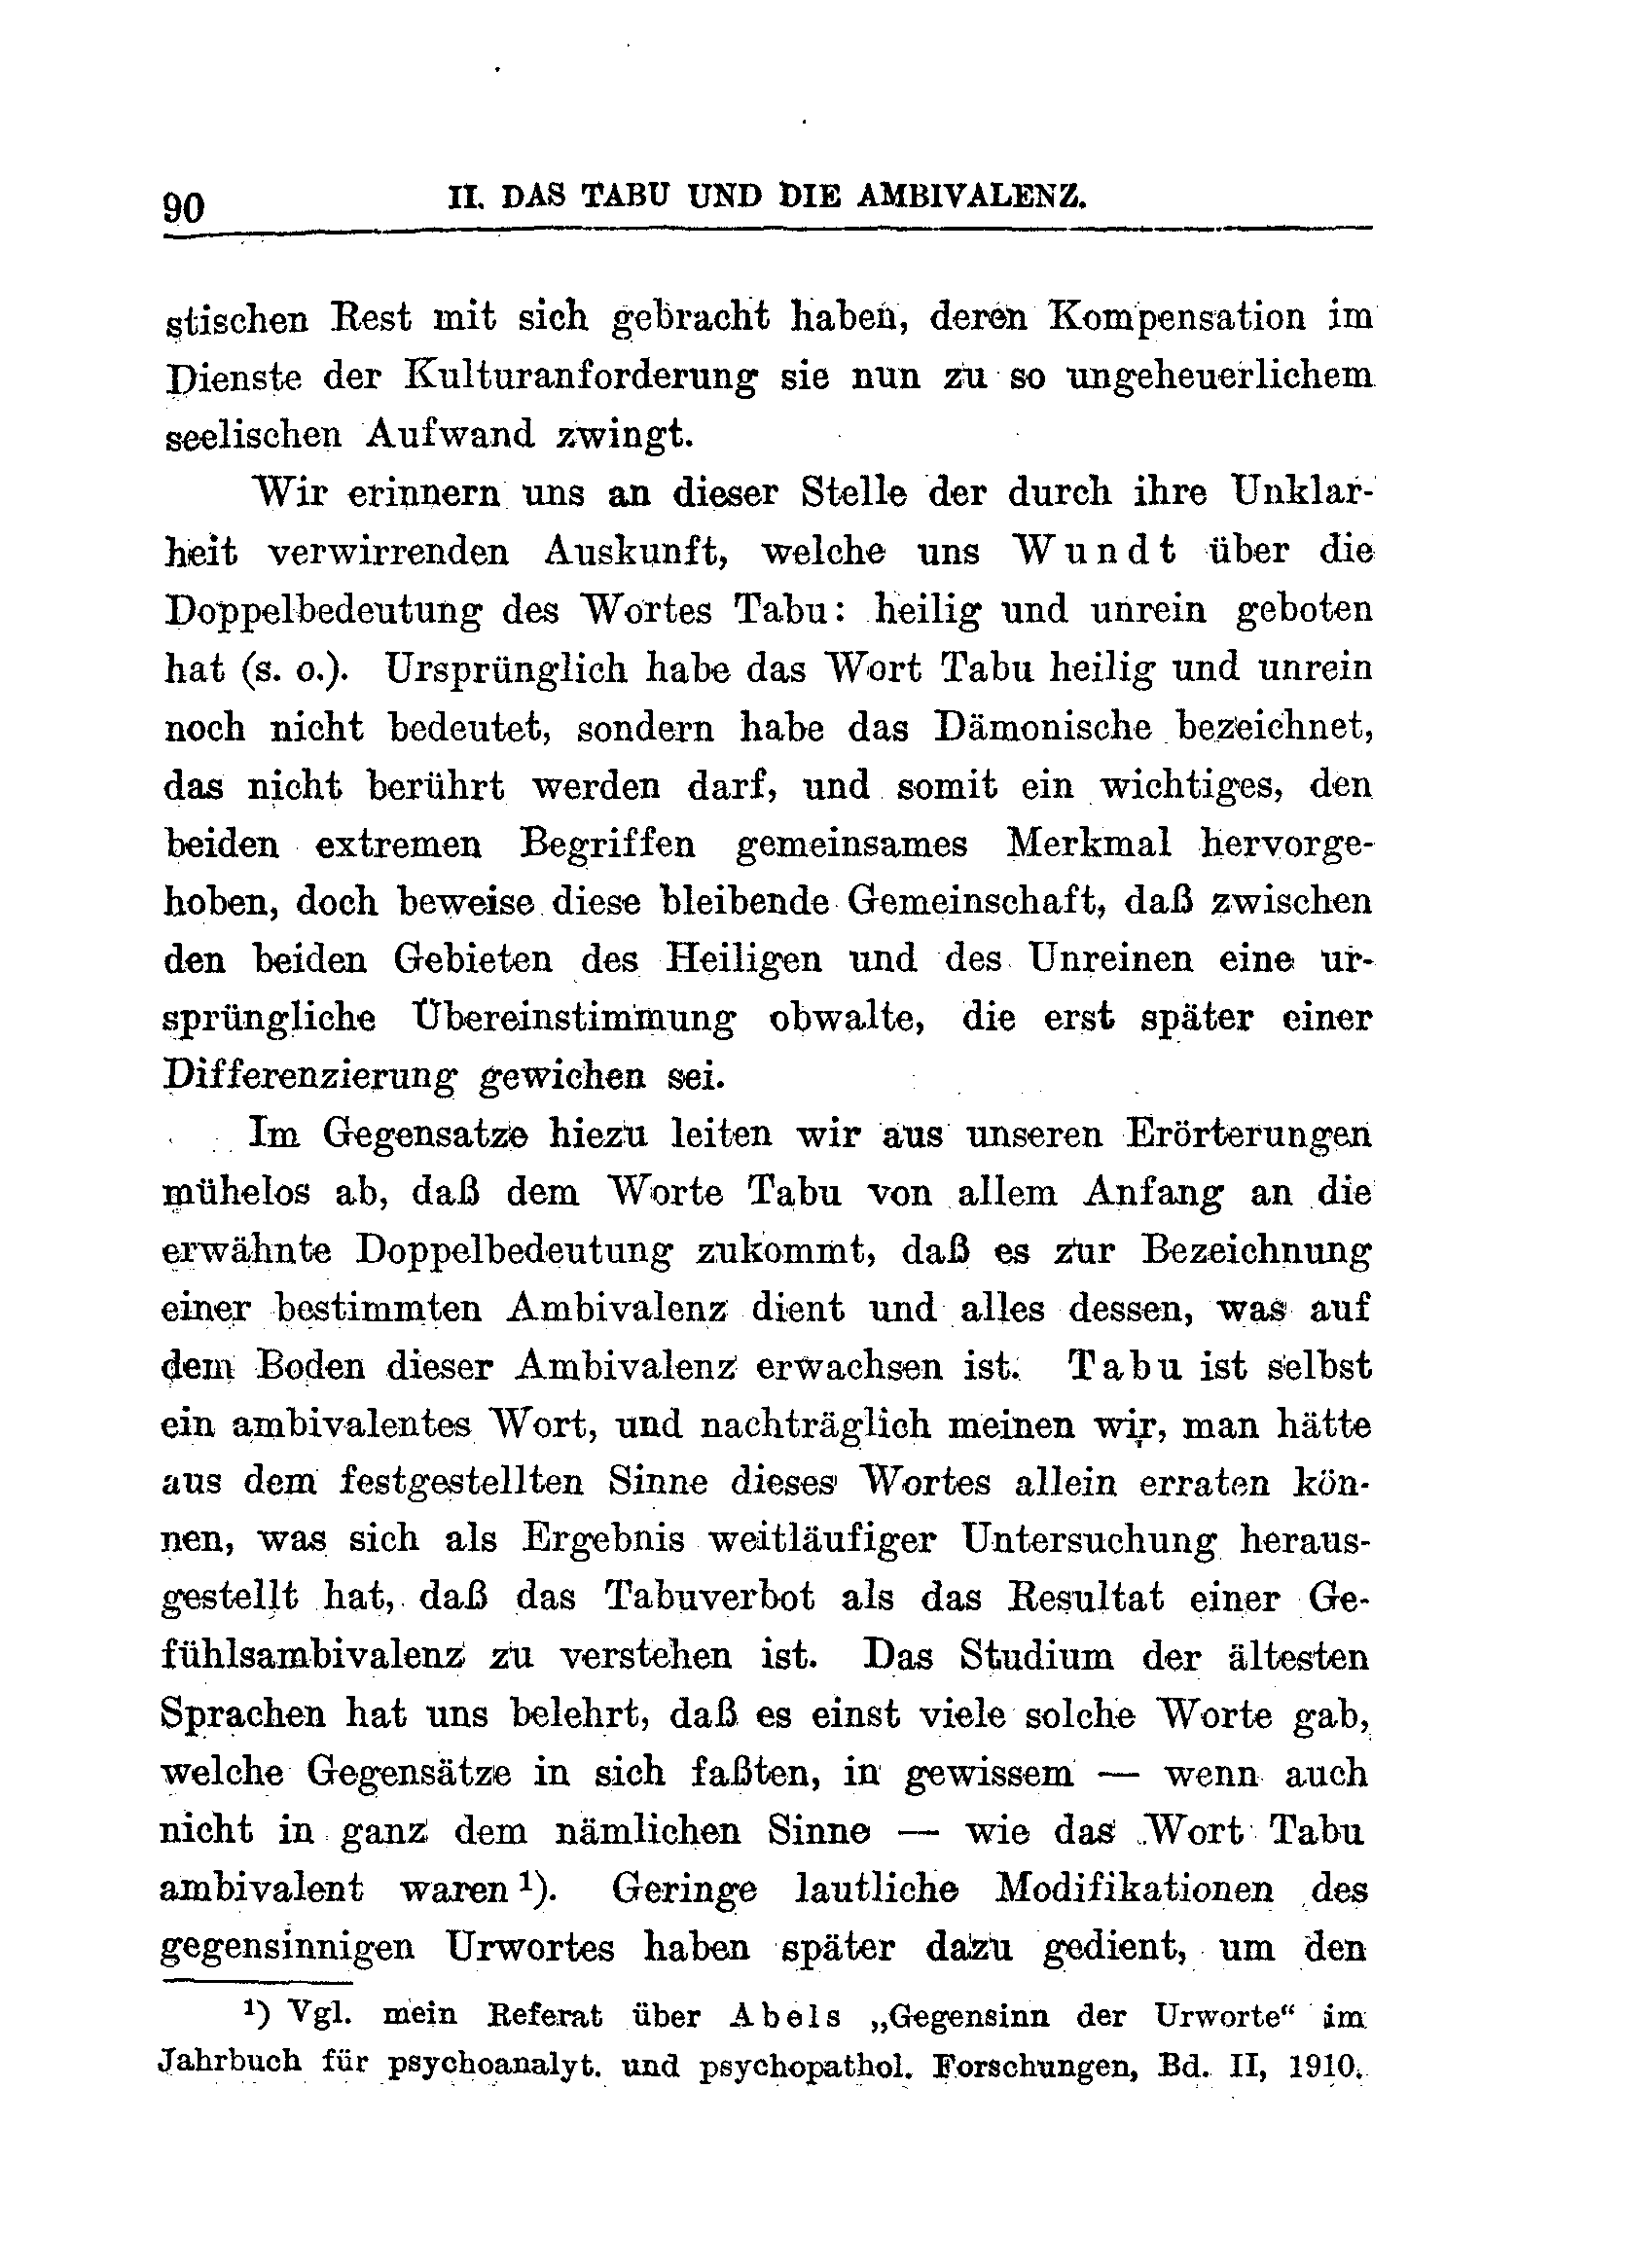 90
II. DAS TABU UND DIE AMBIVALENZ.
stischen Rest mit sich gebracht haben, deren Kompensation im
Dienste der Kulturanforderung sie nun zu so ungeheuerlichem
seelischen Aufwand zwingt.
Wir erinnern uns an dieser Stelle der durch ihre Unklar-
heit verwirrenden Auskunft, welche uns Wundt über die
Doppelbedeutung des Wortes Tabu: heilig und unrein geboten
hat (s. o.). Ursprünglich habe das Wort Tabu heilig und unrein
noch nicht bedeutet, sondern habe das Dämonische bezeichnet,
das nicht berührt werden darf, und somit ein wichtiges, den
beiden extremen Begriffen gemeinsames Merkmal hervorge-
hoben, doch beweise diese bleibende Gemeinschaft, daß zwischen
den beiden Gebieten des Heiligen und des Unreinen eine ur-
sprüngliche Übereinstimmung obwalte, die erst später einer
Differenzierung gewichen sei.
Im Gegensatze hiezu leiten wir aus unseren Erörterungen
mühelos ab, daß dem Worte Tabu von allem Anfang an die
erwähnte Doppelbedeutung zukommt, daß es zur Bezeichnung
einer bestimmten Ambivalenz dient und alles dessen, was auf
dem Boden dieser Ambivalenz erwachsen ist. Tabu ist selbst
ein ambivalentes Wort, und nachträglich meinen wir, man hätte
aus dem festgestellten Sinne dieses Wortes allein erraten kön-
nen, was sich als Ergebnis weitläufiger Untersuchung heraus-
gestellt hat, daß das Tabuverbot als das Resultat einer Ge-
fühlsambivalenz zu verstehen ist. Das Studium der ältesten
Sprachen hat uns belehrt, daß es einst viele solche Worte gab,
welche Gegensätze in sich faßten, in gewissem — wenn auch
nicht in ganz dem nämlichen Sinne — wie das Wort Tabu
ambivalent waren¹). Geringe lautliche Modifikationen des
gegensinnigen Urwortes haben später dazu gedient, um den
¹) Vgl. mein Referat über Abels „Gegensinn der Urworte“ im
Jahrbuch für psychoanalyt. und psychopathol. Forschungen, Bd. II, 1910.